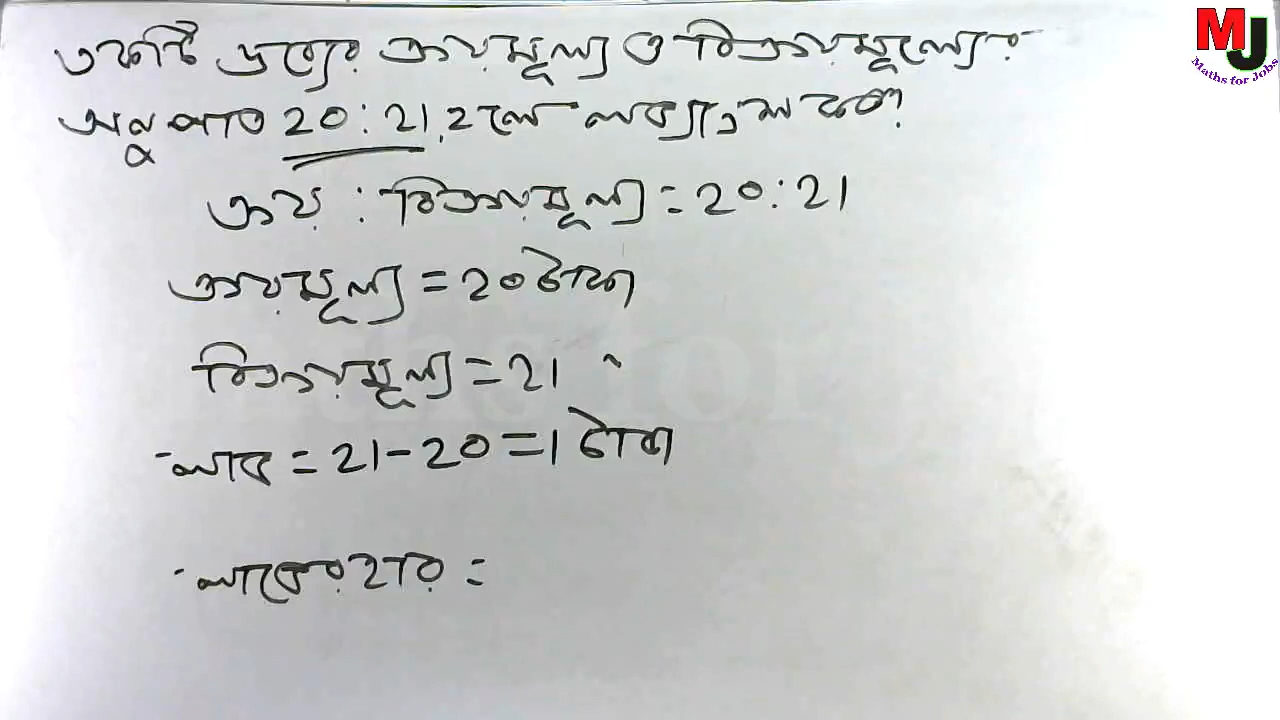 MJ
Maths for Jobs
একটি দ্রব্যের ক্রয়মূল্য ও বিক্রয়মূল্যের
অনুপাত 20:21 হলে লাভ্যাংশ কত?
ক্রয় : বিক্রয়মূল্য = 20:21
ক্রয়মূল্য = 20 টাকা
বিক্রয়মূল্য = 21 "
লাভ = 21-20 = 1 টাকা
লাভের হার =